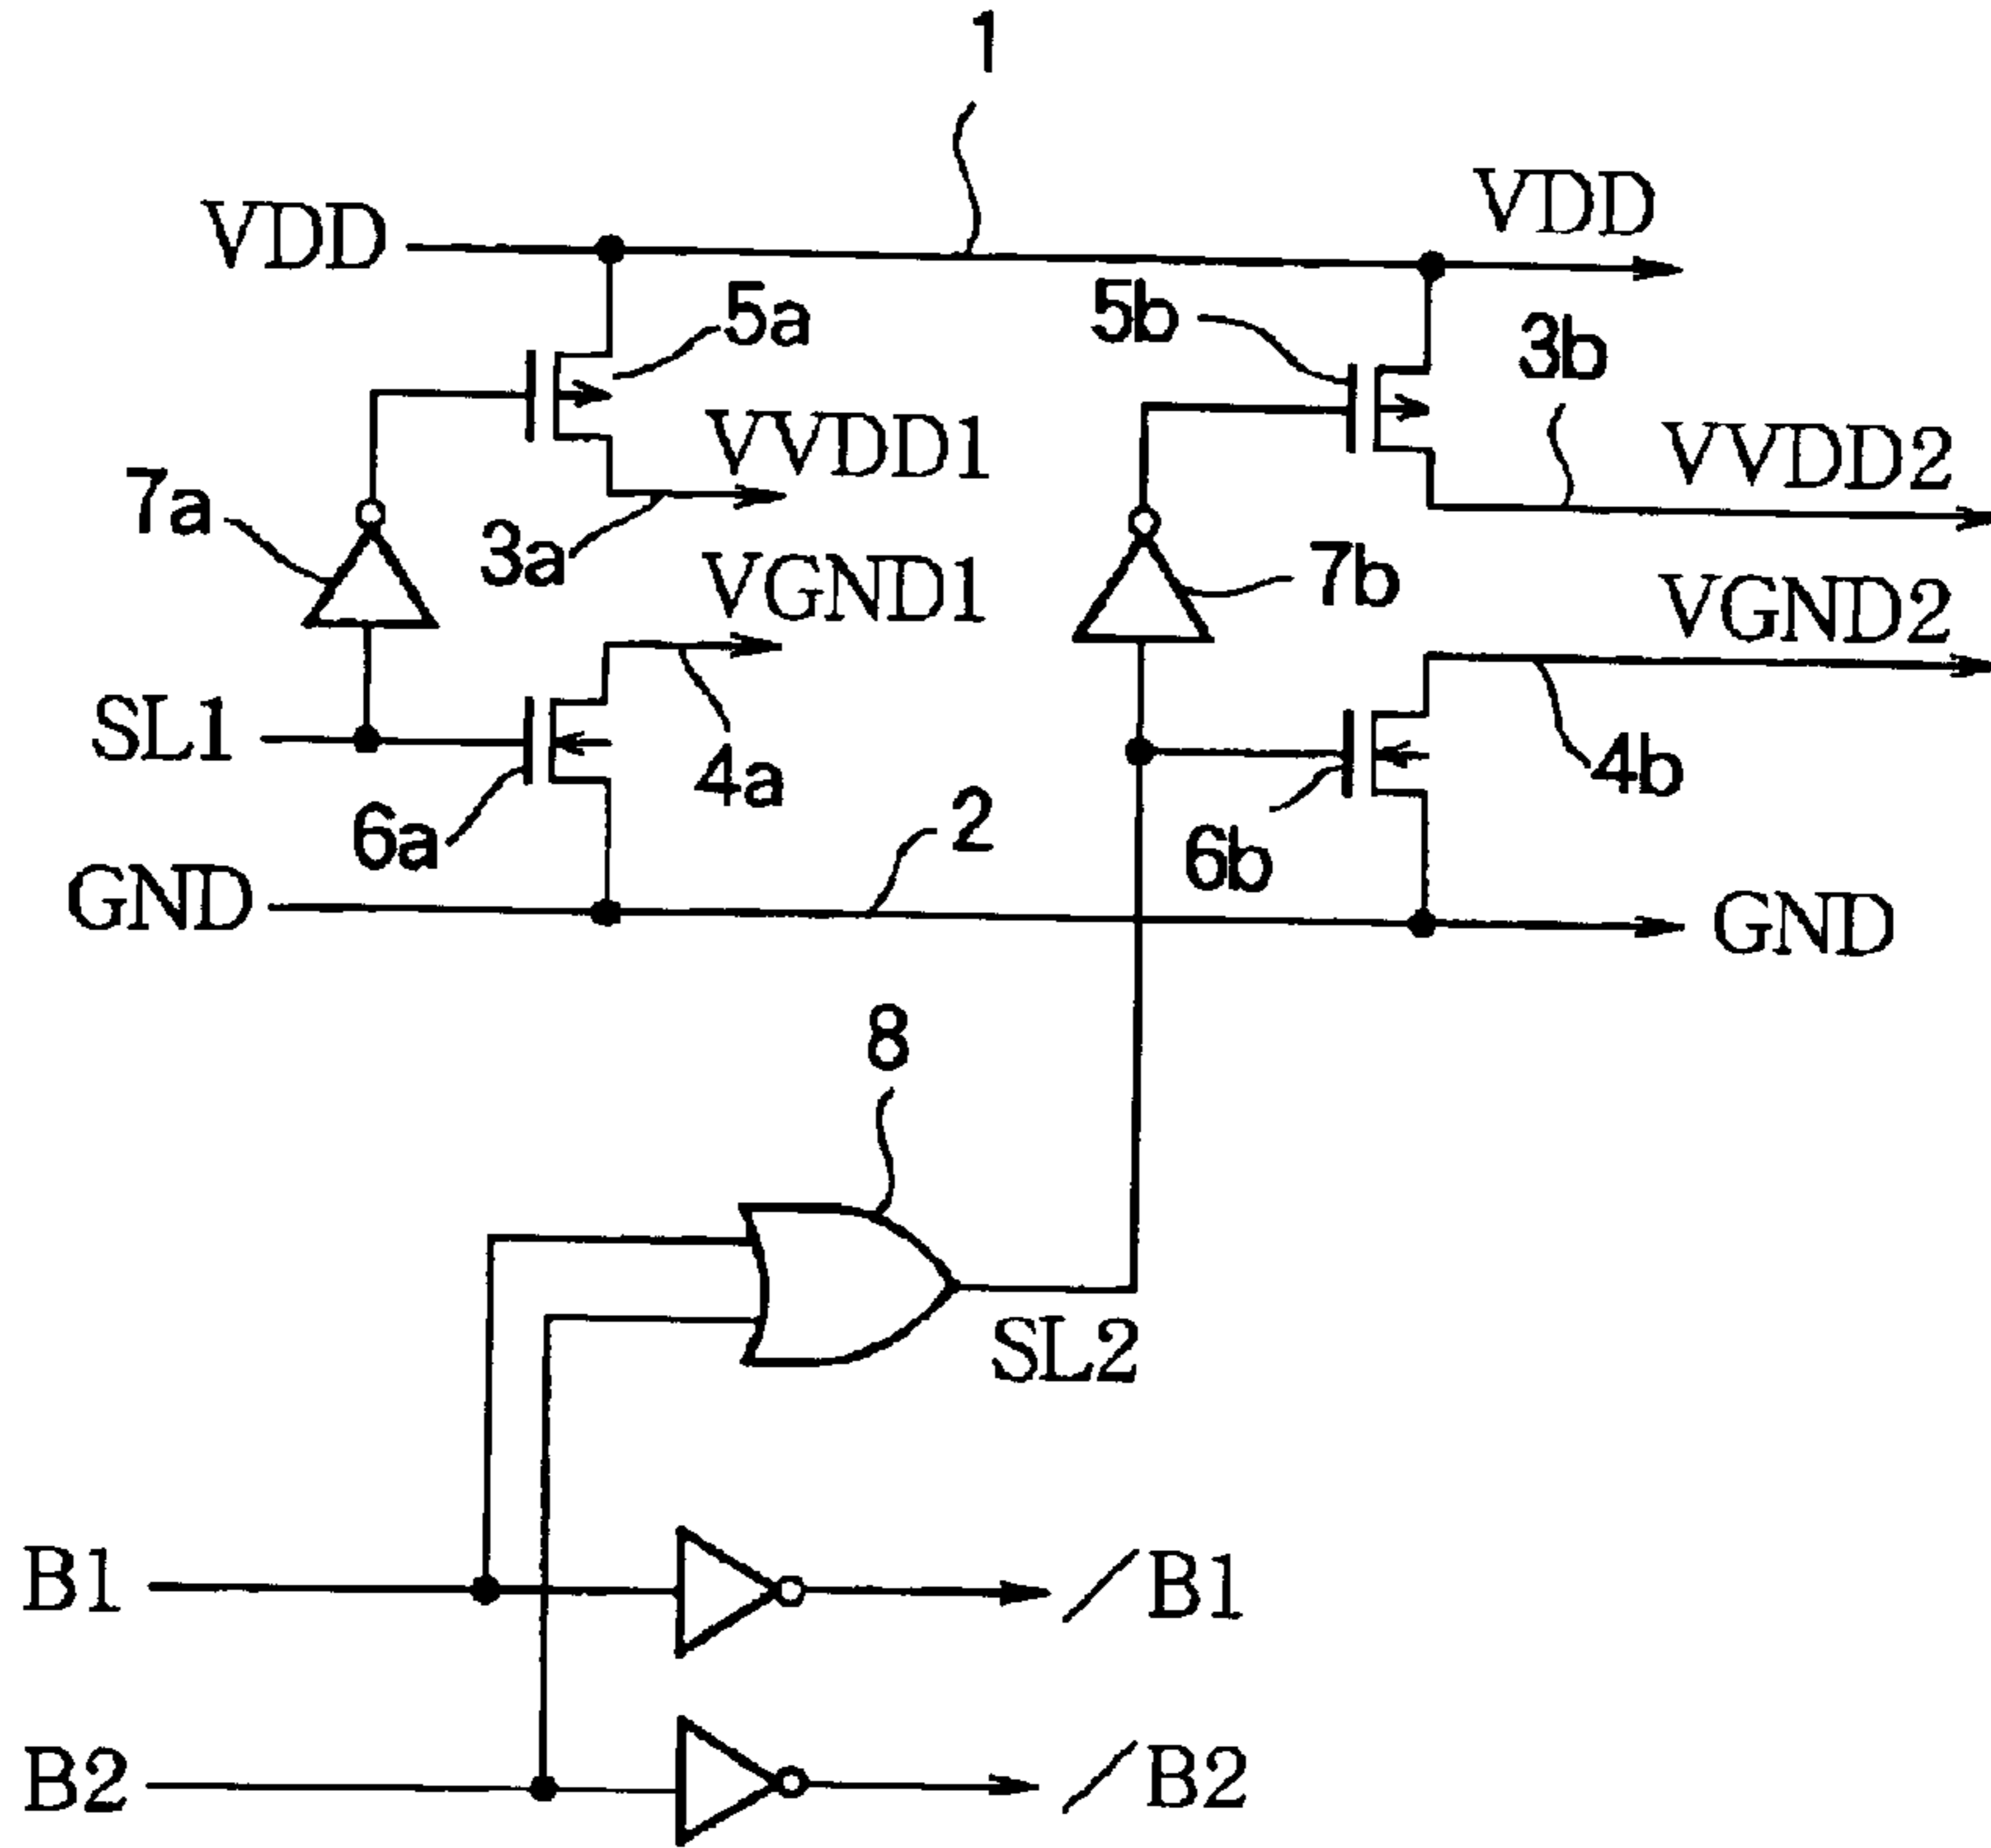 1
VDD
VDD
5a
5b
3b
VVDD1
VVDD2
7a
3a
VGND1
7b
VGND2
SL1
4a
4b
6a
2
6b
GND
GND
8
SL2
B1
/B1
B2
/B2